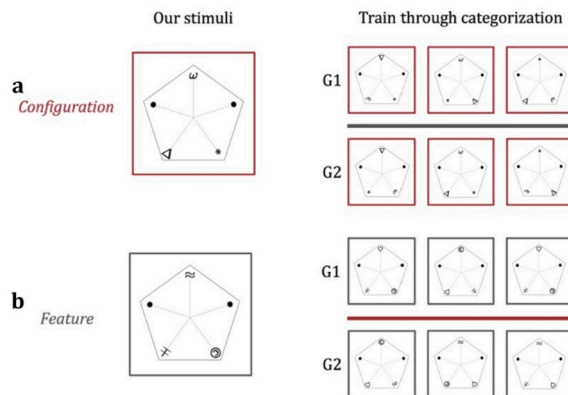 Our stimuli
Train through categorization
a
Configuration
G1
G2
b
Feature
G1
G2